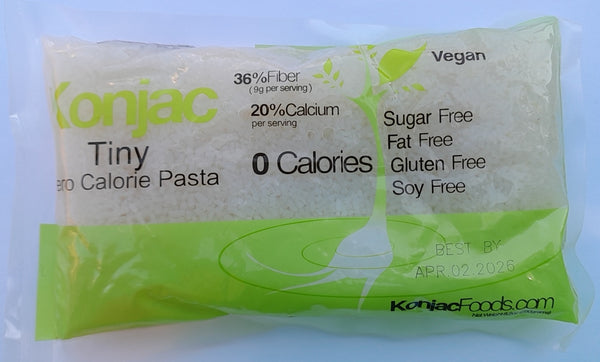 Konjac
Tiny
ero Calorie Pasta
36%Fiber
( 9g per serving )
20%Calcium
per serving
0 Calories
Vegan
Sugar Free
Fat Free
Gluten Free
Soy Free
BEST BY
APR.02.2026
KonjacFoods.com